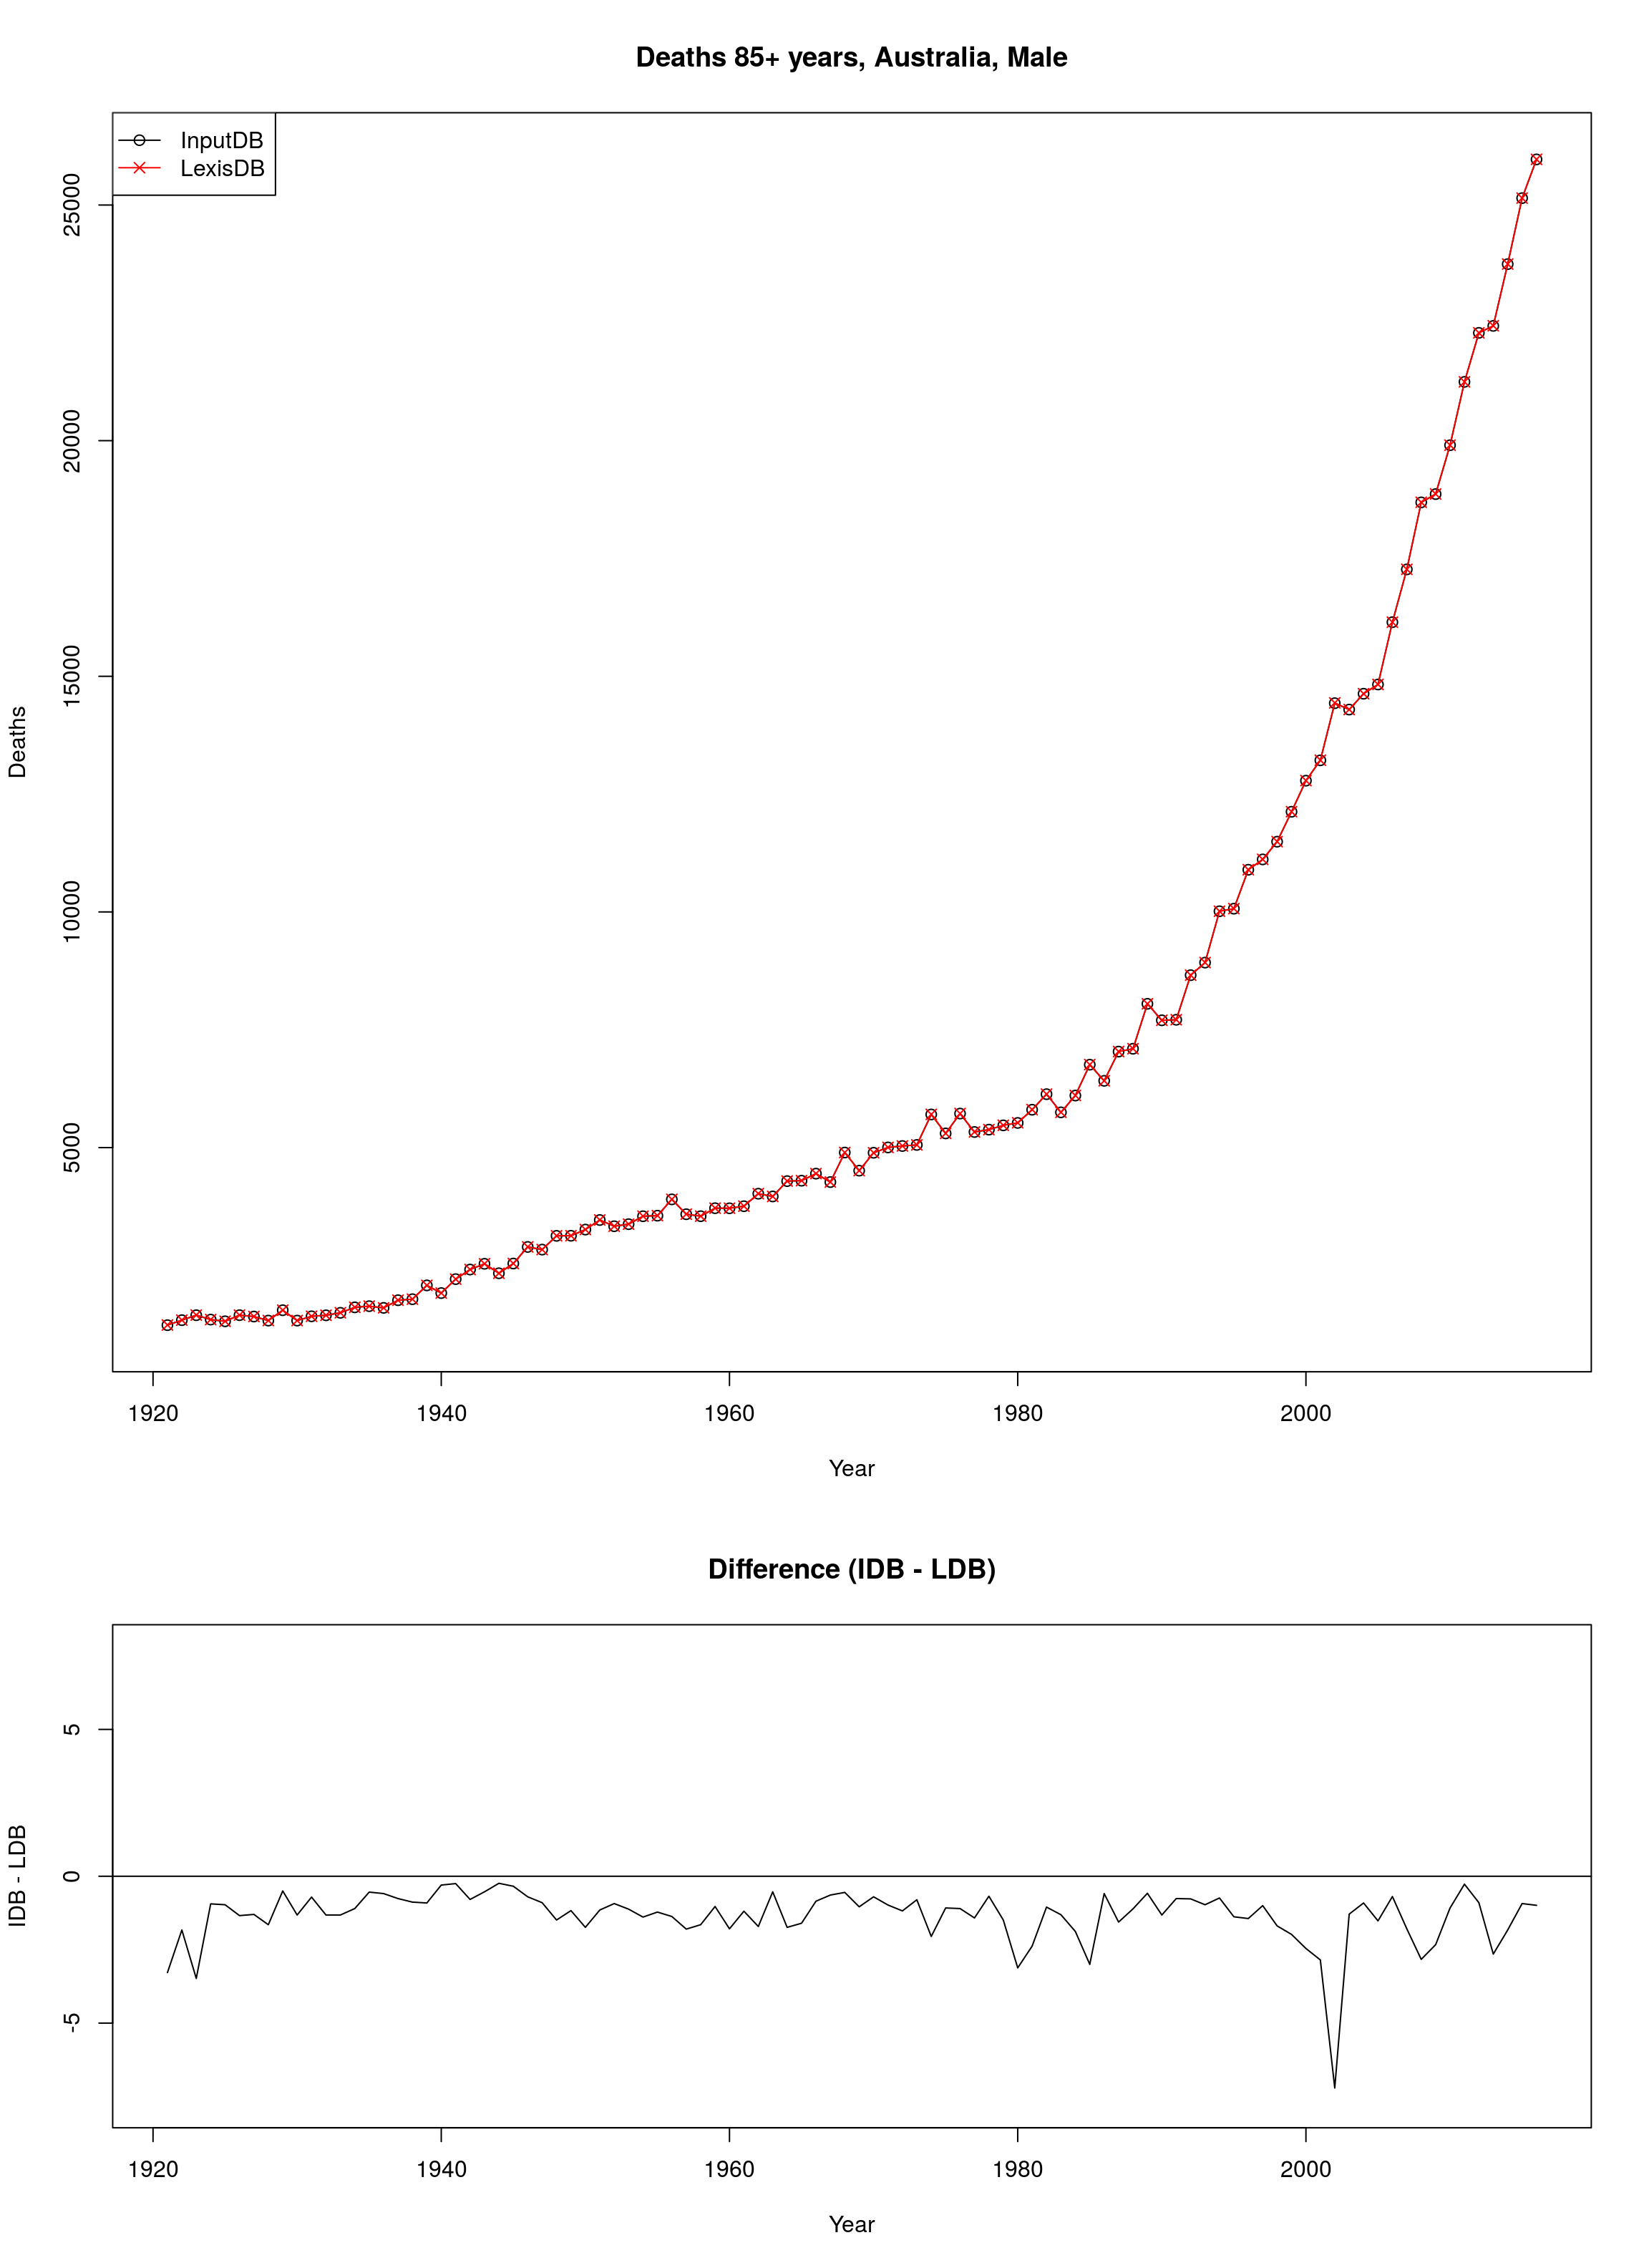 Deaths 85+ years, Australia, Male
InputDB
LexisDB
25000
20000
15000
10000
5000
Deaths
1920 1940 1960 1980 2000
Year
Difference (IDB - LDB)
5
0
-5
IDB - LDB
1920 1940 1960 1980 2000
Year